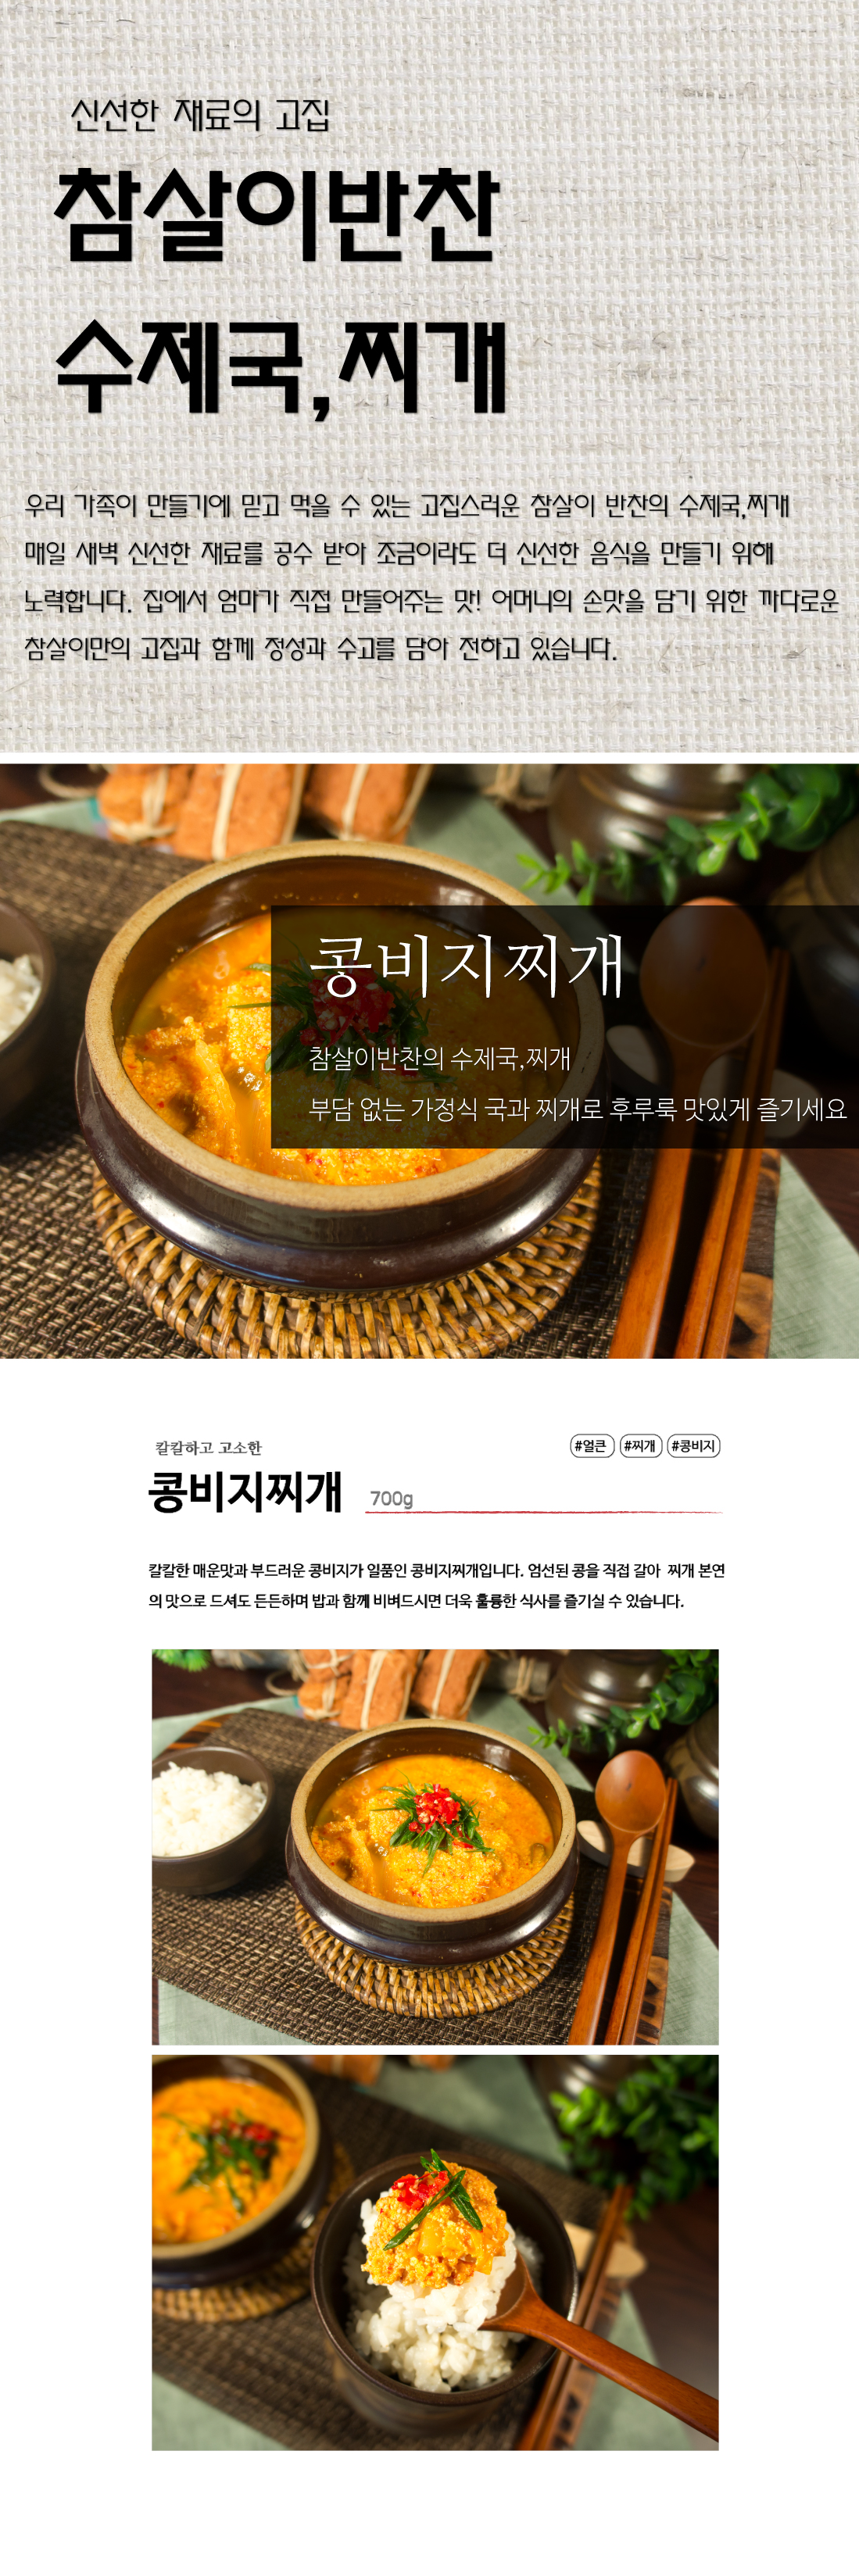 신선한 재료의 고집
참살이반찬
수제국,찌개
우리 가족이 만들기에 믿고 먹을 수 있는 고집스러운 참살이 반찬의 수제국,찌개
매일 새벽 신선한 재료를 공수 받아 조금이라도 더 신선한 음식을 만들기 위해
노력합니다. 집에서 엄마가 직접 만들어주는 맛! 어머니의 손맛을 담기 위한 까다로운
참살이만의 고집과 함께 정성과 수고를 담아 전하고 있습니다.
콩비지찌개
참살이반찬의 수제국,찌개
부담 없는 가정식 국과 찌개로 후루룩 맛있게 즐기세요
칼칼하고 고소한
#얼큰 #찌개 #콩비지
콩비지찌개 700g
칼칼한 매운맛과 부드러운 콩비지가 일품인 콩비지찌개입니다. 엄선된 콩을 직접 갈아 찌개 본연
의 맛으로 드셔도 든든하며 밥과 함께 비벼드시면 더욱 훌륭한 식사를 즐기실 수 있습니다.